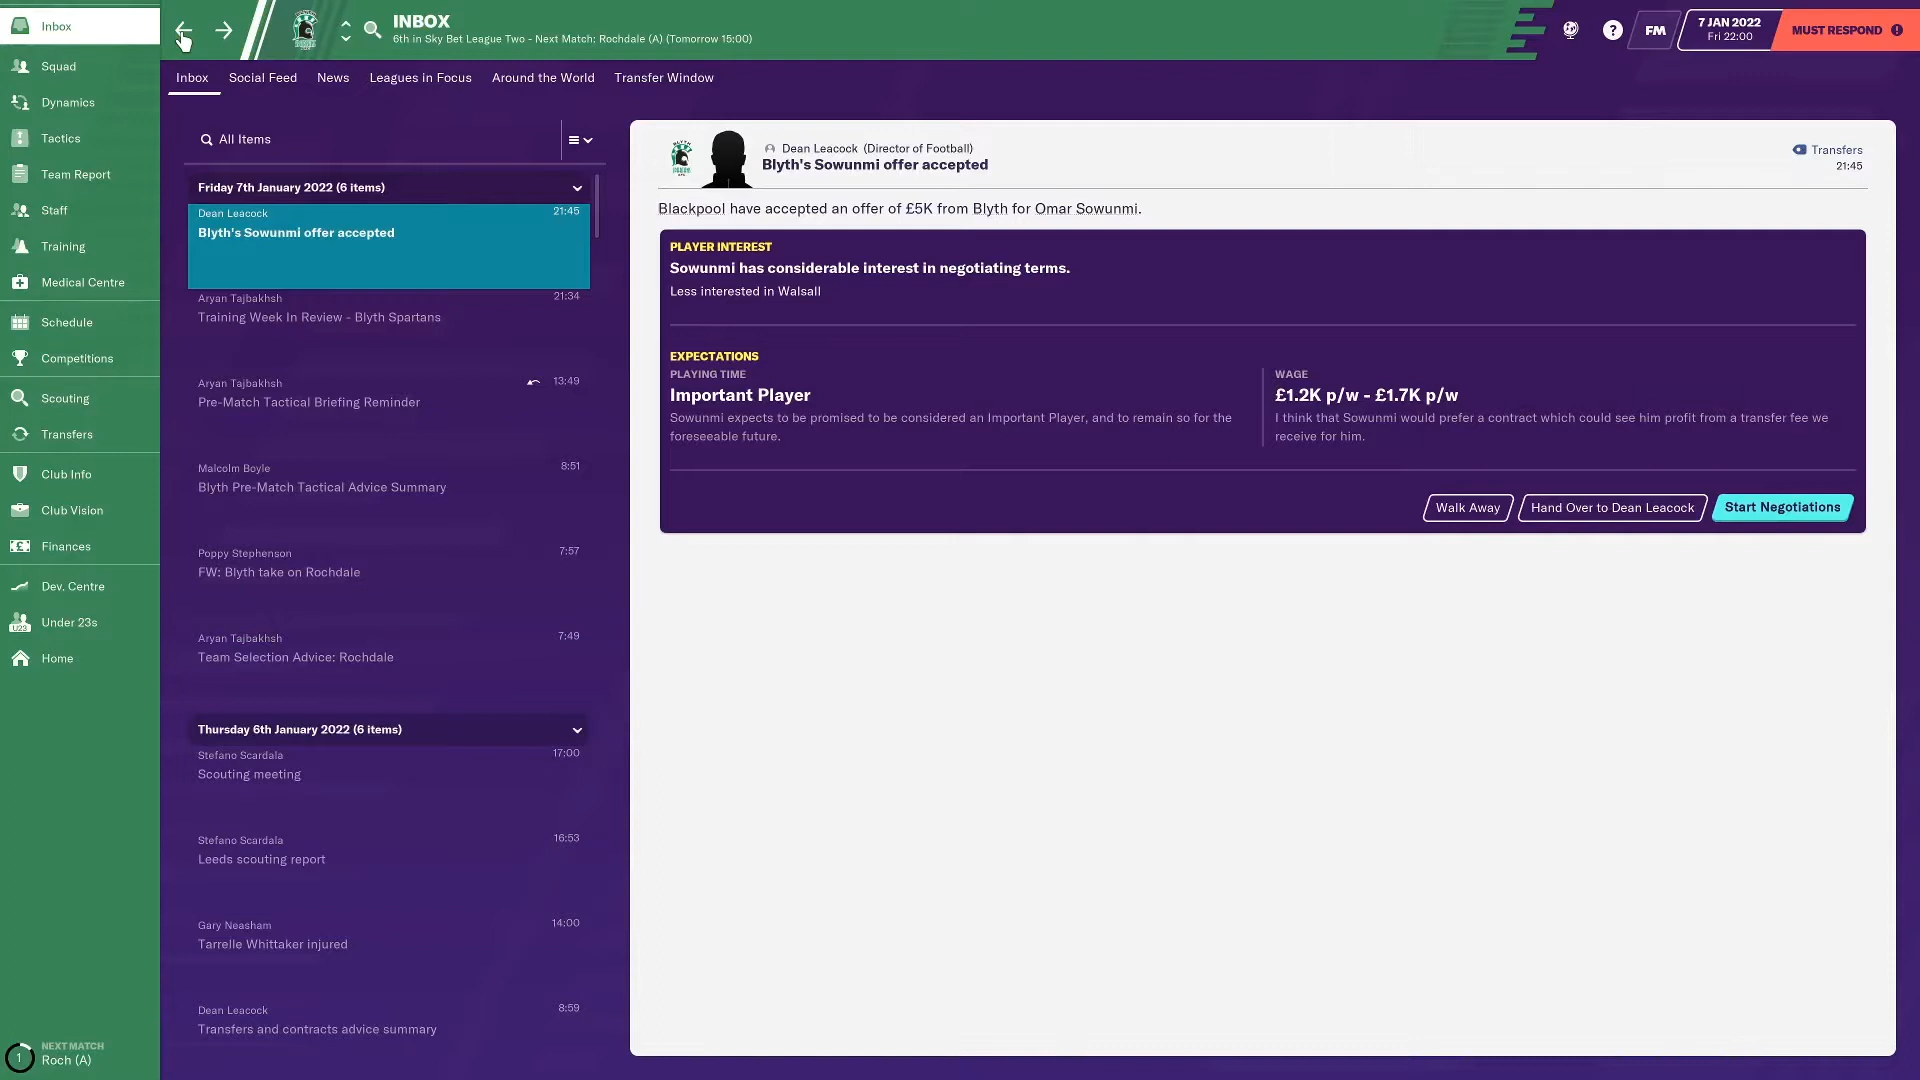 Inbox
Squad
Dynamics
Tactics
Team Report
Staff
Training
Medical Centre
Schedule
Competitions
Scouting
Transfers
Club Info
Club Vision
Finances
Dev. Centre
U23
Under 23s
Home
1
NEXT MATCH
Roch (A)
INBOX
6th in Sky Bet League Two - Next Match: Rochdale (A) (Tomorrow 15:00)
?
FM
7 JAN 2022
Fri 22:00
MUST RESPOND
Inbox Social Feed News Leagues in Focus Around the World Transfer Window
All Items
Friday 7th January 2022 (6 items)
Dean Leacock 21:45
Blyth's Sowunmi offer accepted
Aryan Tajbakhsh 21:34
Training Week In Review - Blyth Spartans
Aryan Tajbakhsh 13:49
Pre-Match Tactical Briefing Reminder
Malcolm Boyle 8:51
Blyth Pre-Match Tactical Advice Summary
Poppy Stephenson 7:57
FW: Blyth take on Rochdale
Aryan Tajbakhsh 7:49
Team Selection Advice: Rochdale
Thursday 6th January 2022 (6 items)
Stefano Scardala 17:00
Scouting meeting
Stefano Scardala 16:53
Leeds scouting report
Gary Neasham 14:00
Tarrelle Whittaker injured
Dean Leacock 8:59
Transfers and contracts advice summary
Dean Leacock (Director of Football)
Blyth's Sowunmi offer accepted
Transfers
21:45
Blackpool have accepted an offer of £5K from Blyth for Omar Sowunmi.
PLAYER INTEREST
Sowunmi has considerable interest in negotiating terms.
Less interested in Walsall
EXPECTATIONS
PLAYING TIME
Important Player
Sowunmi expects to be promised to be considered an Important Player, and to remain so for the
foreseeable future.
WAGE
£1.2K p/w - £1.7K p/w
I think that Sowunmi would prefer a contract which could see him profit from a transfer fee we
receive for him.
Walk Away Hand Over to Dean Leacock Start Negotiations